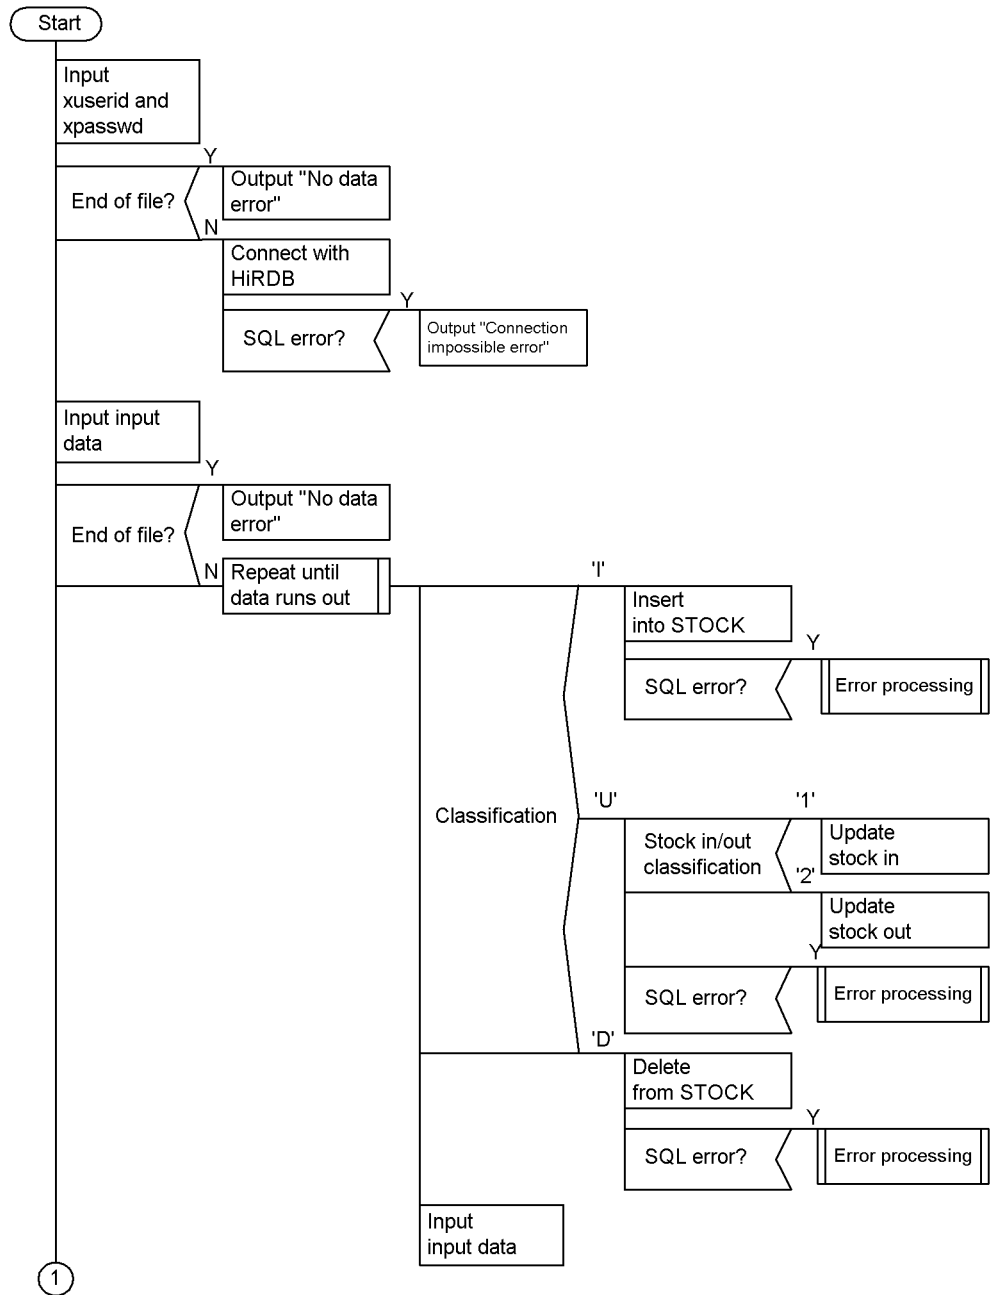 Start
Input
xuserid and
xpasswd
Y
End of file?
Output "No data
error"
N
Connect with
HiRDB
Y
SQL error?
Output "Connection
impossible error"
Input input
data
Y
End of file?
Output "No data
error"
N
Repeat until
data runs out
Classification
'I'
Insert
into STOCK
Y
SQL error?
Error processing
'U'
Stock in/out
classification
'1'
Update
stock in
'2'
Update
stock out
Y
SQL error?
Error processing
'D'
Delete
from STOCK
Y
SQL error?
Error processing
Input
input data
1